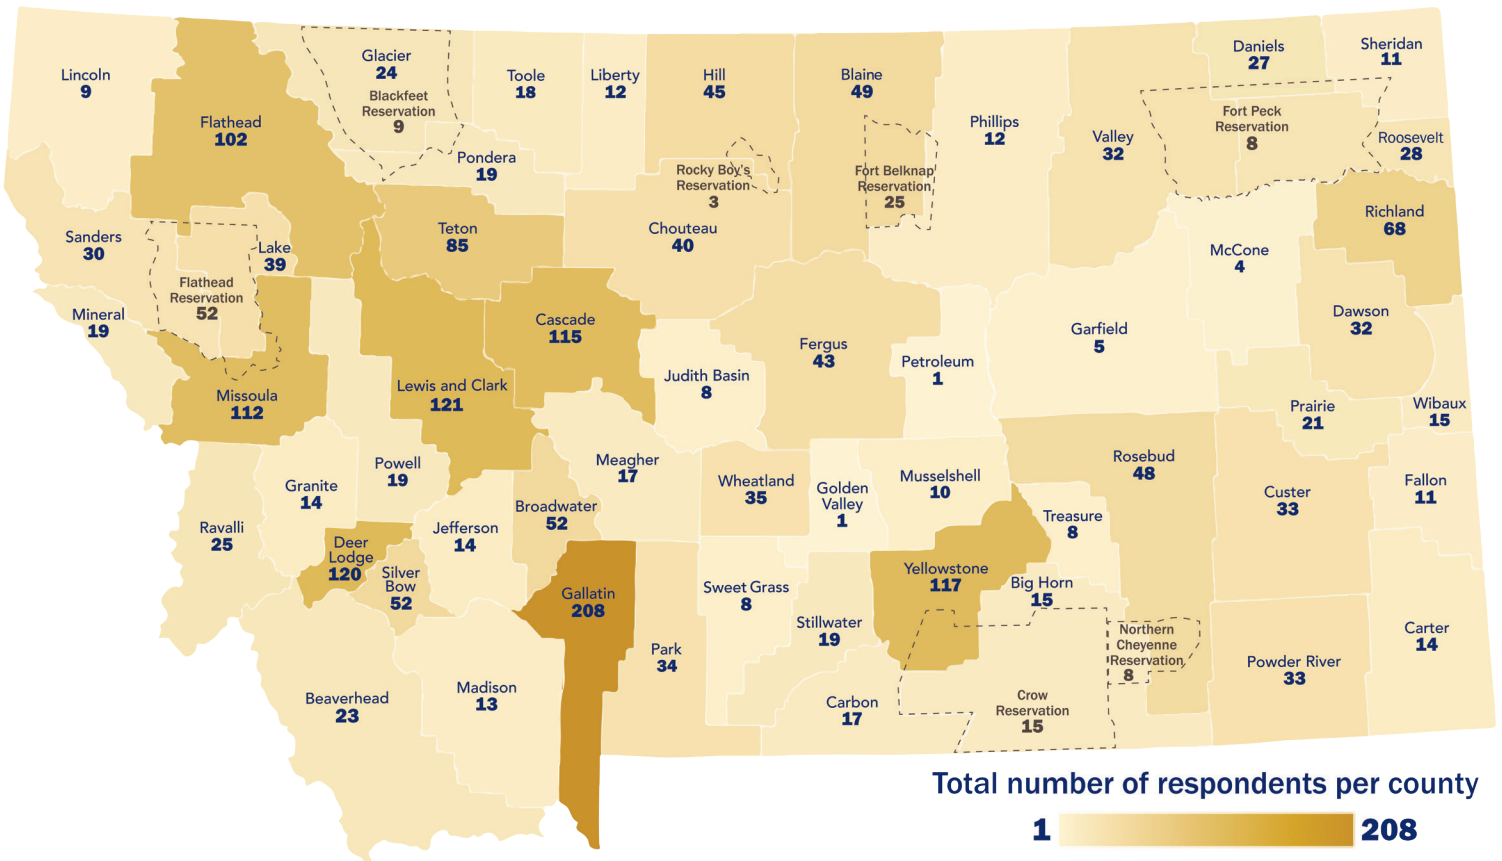 Lincoln
9
Flathead
102
Glacier
24
Blackfeet
Reservation
9
Toole
18
Liberty
12
Hill
45
Blaine
49
Phillips
12
Valley
32
Daniels
27
Sheridan
11
Fort Peck
Reservation
8
Roosevelt
28
Pondera
19
Rocky Boy's
Reservation
3
Fort Belknap
Reservation
25
Sanders
30
Lake
39
Teton
85
Chouteau
40
McCone
4
Richland
68
Flathead
Reservation
52
Mineral
19
Cascade
115
Fergus
43
Garfield
5
Dawson
32
Missoula
112
Lewis and Clark
121
Judith Basin
8
Petroleum
1
Prairie
21
Wibaux
15
Powell
19
Meagher
17
Rosebud
48
Granite
14
Wheatland
35
Golden
Valley
1
Musselshell
10
Custer
33
Fallon
11
Ravalli
25
Deer
Lodge
120
Jefferson
14
Broadwater
52
Treasure
8
Silver
Bow
52
Gallatin
208
Sweet Grass
8
Yellowstone
117
Big Horn
15
Stillwater
19
Park
34
Northern
Cheyenne
Reservation
8
Powder River
33
Carter
14
Beaverhead
23
Madison
13
Carbon
17
Crow
Reservation
15
Total number of respondents per county
1
208